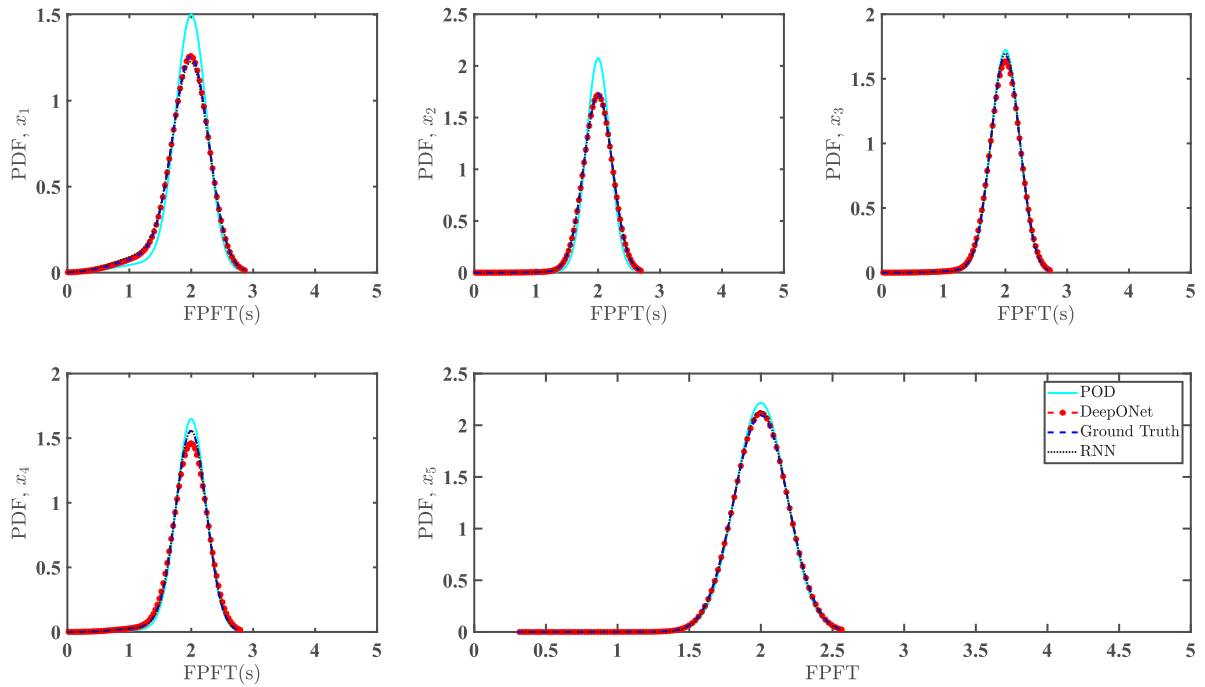 1.5
1
0.5
0
PDF, x1
0 1 2 3 4 5
FPFT(s)
2.5
2
1.5
1
0.5
0
PDF, x2
0 1 2 3 4 5
FPFT(s)
2
1.5
1
0.5
0
PDF, x3
0 1 2 3 4 5
FPFT(s)
2
1.5
1
0.5
0
PDF, x4
0 1 2 3 4 5
FPFT(s)
2.5
2
1.5
1
0.5
0
PDF, x5
0 0.5 1 1.5 2 2.5 3 3.5 4 4.5 5
FPFT
POD
DeepONet
Ground Truth
RNN